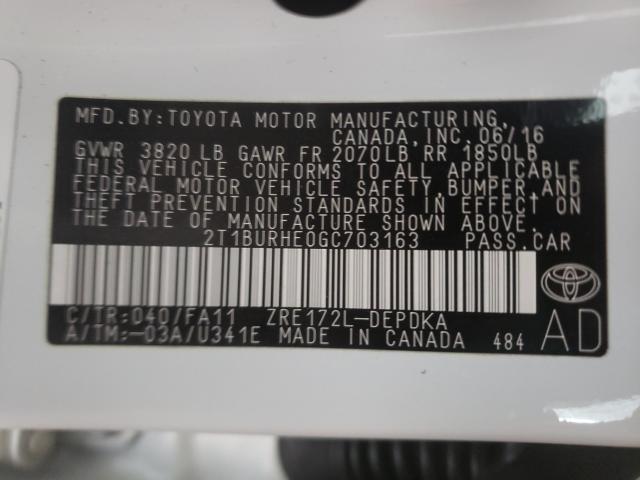 MFD.BY:TOYOTA MOTOR MANUFACTURING,
CANADA,INC. 06/16
GVWR 3820 LB GAWR FR 2070LB RR 1850LB
THIS VEHICLE CONFORMS TO ALL APPLICABLE
FEDERAL MOTOR VEHICLE SAFETY, BUMPER, AND
THEFT PREVENTION STANDARDS IN EFFECT ON
THE DATE OF MANUFACTURE SHOWN ABOVE.
2T1BURHE0GC703163 PASS.CAR
C/TR:040/FA11 ZRE172L-DEPDKA
A/TM:-03A/U341E MADE IN CANADA 484
AD